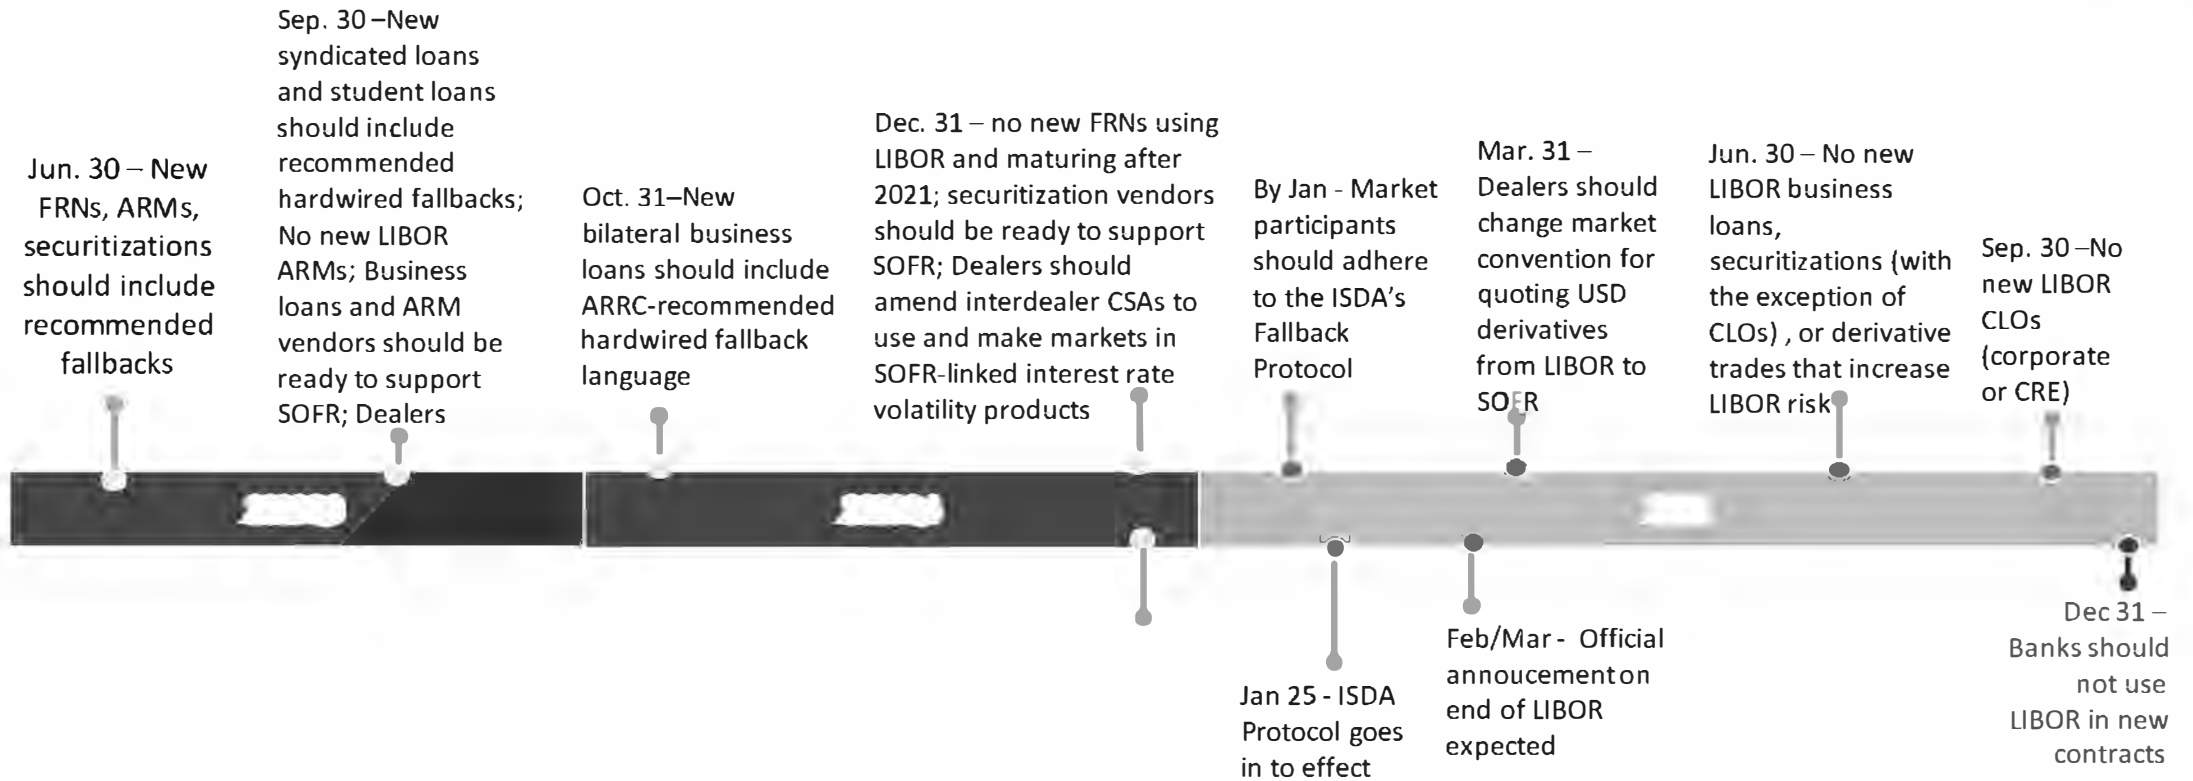 Jun. 30 – New
FRNs, ARMs,
securitizations
should include
recommended
fallbacks
Sep. 30 –New
syndicated loans
and student loans
should include
recommended
hardwired fallbacks;
No new LIBOR
ARMs; Business
loans and ARM
vendors should be
ready to support
SOFR; Dealers
Oct. 31–New
bilateral business
loans should include
ARRC-recommended
hardwired fallback
language
Dec. 31 – no new FRNs using
LIBOR and maturing after
2021; securitization vendors
should be ready to support
SOFR; Dealers should
amend interdealer CSAs to
use and make markets in
SOFR-linked interest rate
volatility products
By Jan - Market
participants
should adhere
to the ISDA's
Fallback
Protocol
Mar. 31 –
Dealers should
change market
convention for
quoting USD
derivatives
from LIBOR to
SOFR
Jun. 30 – No new
LIBOR business
loans,
securitizations (with
the exception of
CLOs) , or derivative
trades that increase
LIBOR risk
Sep. 30 –No
new LIBOR
CLOs
(corporate
or CRE)
Jan 25 - ISDA
Protocol goes
in to effect
Feb/Mar - Official
annoucement on
end of LIBOR
expected
Dec 31 –
Banks should
not use
LIBOR in new
contracts